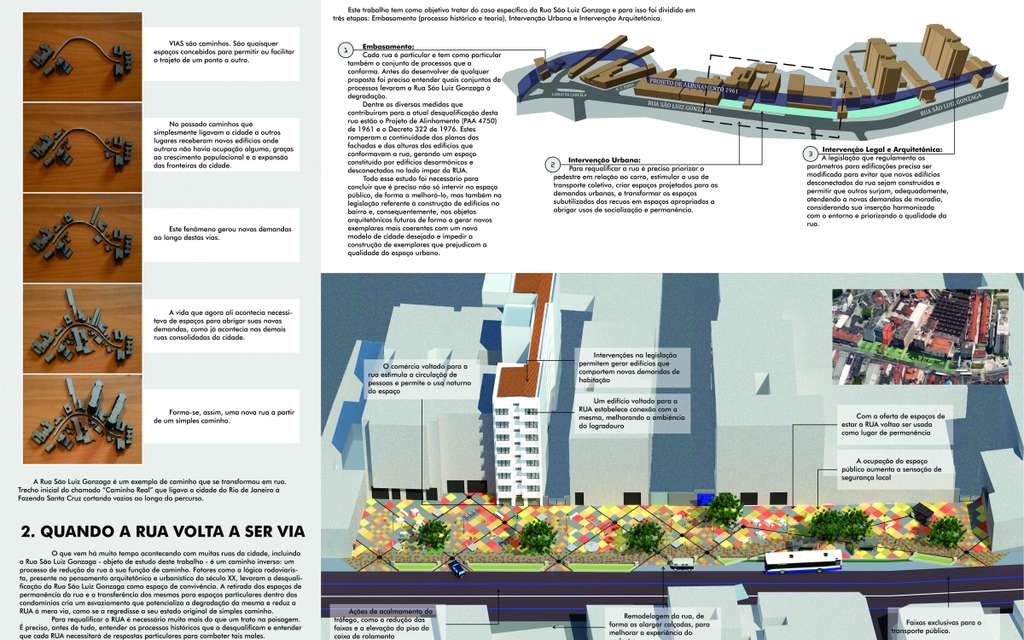 VIAS são caminhos. São quaisquer
espaços concebidos para permitir ou facilitar
o trajeto de um ponto a outro.
No passado caminhos que
simplesmente ligavam a cidade a outros
lugares receberam novos edifícios onde
outrora não havia ocupação alguma, graças
ao crescimento populacional e a expansão
das fronteiras da cidade.
Este fenômeno gerou novas demandas
ao longo destas vias.
A vida que agora ali acontecia necessi-
tava de espaços para abrigar suas novas
demandas, como já acontecia nas demais
ruas consolidadas da cidade.
Forma-se, assim, uma nova rua a partir
de um simples caminho.
A Rua São Luiz Gonzaga é um exemplo de caminho que se transformou em rua.
Trecho inicial do chamado "Caminho Real" que ligava a cidade do Rio de Janeiro à
Fazenda Santa Cruz cortando vazios ao longo do percurso.
2. QUANDO A RUA VOLTA A SER VIA
O que vem há muito tempo acontecendo com muitas ruas da cidade, incluindo
a Rua São Luiz Gonzaga - objeto de estudo deste trabalho - é um caminho inverso: um
processo de redução da rua à sua função de caminho. Fatores como a lógica rodoviaris-
ta, presente no pensamento arquitetônico e urbanístico do século XX, levaram a desquali-
ficação da Rua São Luiz Gonzaga como espaço de convivência. A retirada dos espaços de
permanência da rua e a transferência dos mesmos para espaços particulares dentro dos
condomínios cria um esvaziamento que potencializa a degradação da mesma e reduz a
RUA à mera via, como se a regredisse a seu estado original de simples caminho.
Para requalificar a RUA é necessário muito mais do que um trato na paisagem.
É preciso, antes de tudo, entender os processos históricos que a desqualificam e entender
que cada RUA necessitará de respostas particulares para combater tais males.
Este trabalho tem como objetivo tratar do caso específico da Rua São Luiz Gonzaga e para isso foi dividido em
três etapas: Embasamento (processo histórico e teoria), Intervenção Urbana e Intervenção Arquitetônica.
1 Embasamento:
Cada rua é particular e tem como particular
também o conjunto de processos que a
conforma. Antes do desenvolver de qualquer
proposta foi preciso entender quais conjuntos de
processos levaram a Rua São Luiz Gonzaga à
degradação.
Dentre as diversas medidas que
contribuíram para a atual desqualificação desta
rua estão o Projeto de Alinhamento (PAA 4750)
de 1961 e o Decreto 322 de 1976. Estes
romperam a continuidade dos planos das
fachadas e das alturas dos edifícios que
conformavam a rua, gerando um espaço
constituído por edifícios desarmônicos e
desconectados no lado ímpar da RUA.
Todo esse estudo foi necessário para
concluir que é preciso não só intervir no espaço
público, de forma a melhorá-lo, mas também na
legislação referente à construção de edifícios no
bairro e, consequentemente, nos objetos
arquitetônicos futuros de forma a gerar novos
exemplares mais coerentes com um novo
modelo de cidade desejado e impedir a
construção de exemplares que prejudicam a
qualidade do espaço urbano.
PROJETO DE ALINHAMENTO 1961
RUA SÃO LUIZ GONZAGA
RUA SÃO LUIZ GONZAGA
2 Intervenção Urbana:
Para requalificar a rua é preciso priorizar o
pedestre em relação ao carro, estimular o uso de
transporte coletivo, criar espaços projetados para as
demandas urbanas, e transformar os espaços
subutilizados dos recuos em espaços apropriados a
abrigar usos de socialização e permanência.
3 Intervenção Legal e Arquitetônica:
A legislação que regulamenta os
parâmetros para edificações precisa ser
modificada para evitar que novos edifícios
desconectados da rua sejam construídos e
permitir que outros surjam, adequadamente,
atendendo a novas demandas de moradia,
considerando sua inserção harmonizada
com o entorno e priorizando a qualidade da
rua.
O comércio voltado para a
rua estimula a circulação de
pessoas e permite o uso noturno
do espaço
Intervenções na legislação
permitem gerar edifícios que
comportem novas demandas de
habitação
Um edifício voltado para a
RUA estabelece conexão com a
mesma, melhorando a ambiência
do logradouro
Com a oferta de espaços de
estar a RUA voltaa ser usada
como lugar de permanência
A ocupação do espaço
público aumenta a sensação de
segurança local
Ações de acalmamento do
tráfego, como a redução das
faixas e a elevação do piso da
caixa de rolamento
Remodelagem da rua, de
forma as alargar calçadas, para
melhorar a experiência do
Faixas exclusivas para o
transporte público.